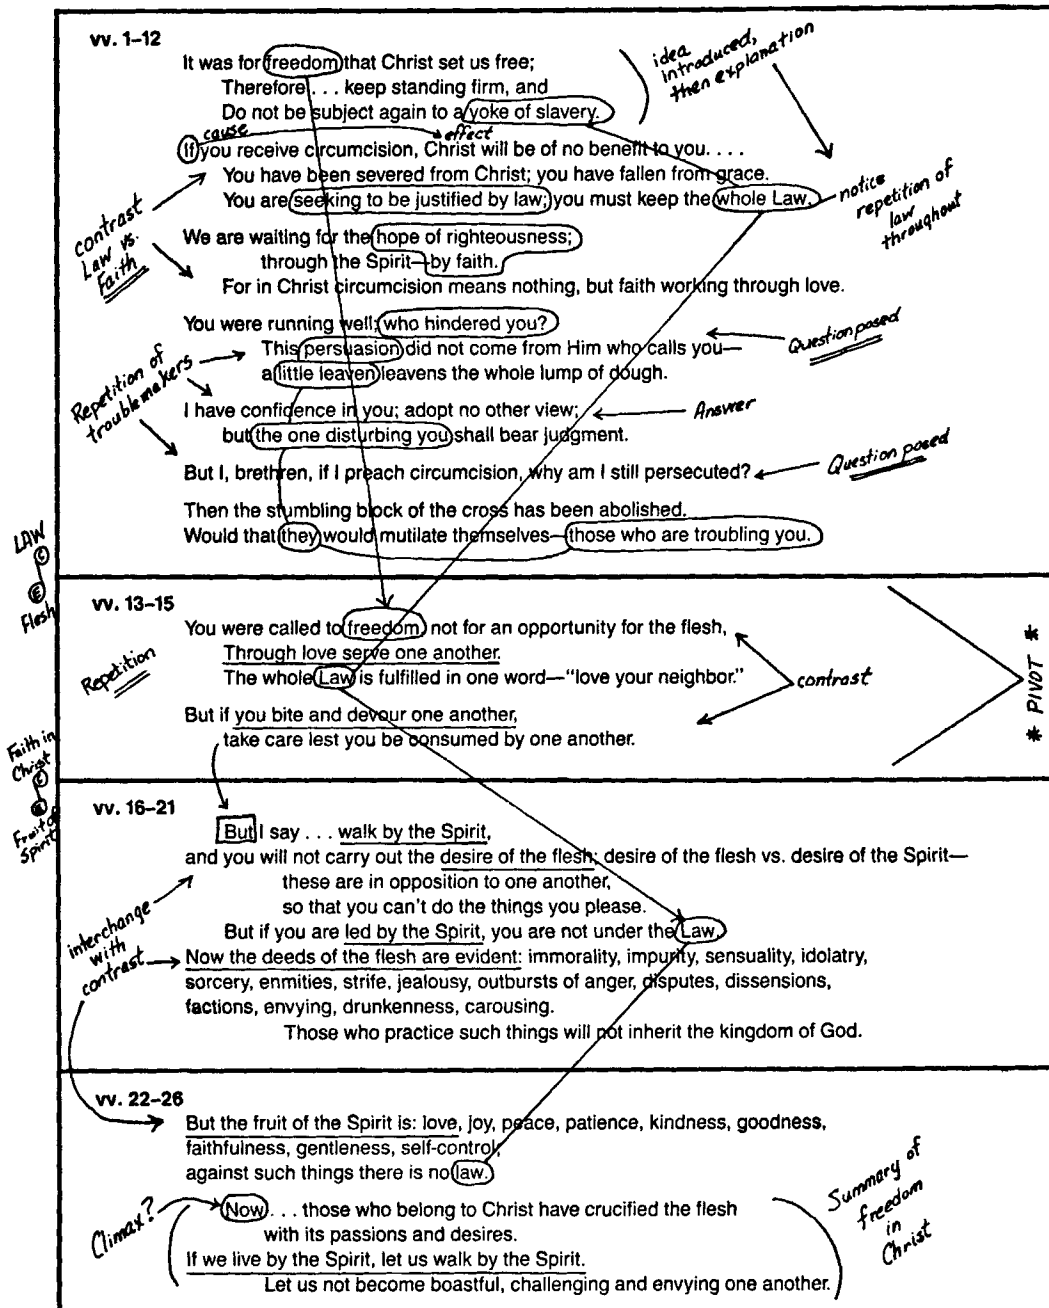 vv. 1–12
It was for freedom that Christ set us free;
Therefore . . . keep standing firm, and
Do not be subject again to a yoke of slavery.
idea
introduced,
then explanation
cause
effect
If you receive circumcision, Christ will be of no benefit to you. . . .
You have been severed from Christ; you have fallen from grace.
You are seeking to be justified by law; you must keep the whole Law.
notice
repetition of
law
throughout
contrast
Law vs.
Faith
We are waiting for the hope of righteousness;
through the Spirit—by faith.
For in Christ circumcision means nothing, but faith working through love.
You were running well; who hindered you?
Question posed
This persuasion did not come from Him who calls you—
a little leaven leavens the whole lump of dough.
Repetition of
troublemakers
I have confidence in you; adopt no other view;
Answer
but the one disturbing you shall bear judgment.
But I, brethren, if I preach circumcision, why am I still persecuted?
Question posed
Then the stumbling block of the cross has been abolished.
Would that they would mutilate themselves—those who are troubling you.
LAW
C
E
Flesh
vv. 13–15
You were called to freedom, not for an opportunity for the flesh,
Through love serve one another.
The whole Law is fulfilled in one word—“love your neighbor.”
Repetition
contrast
* PIVOT *
But if you bite and devour one another,
take care lest you be consumed by one another.
Faith in
Christ
C
E
Fruit of
Spirit
vv. 16–21
But I say . . . walk by the Spirit,
and you will not carry out the desire of the flesh; desire of the flesh vs. desire of the Spirit—
these are in opposition to one another,
so that you can't do the things you please.
But if you are led by the Spirit, you are not under the Law.
interchange
with
contrast
Now the deeds of the flesh are evident: immorality, impurity, sensuality, idolatry,
sorcery, enmities, strife, jealousy, outbursts of anger, disputes, dissensions,
factions, envying, drunkenness, carousing.
Those who practice such things will not inherit the kingdom of God.
vv. 22–26
But the fruit of the Spirit is: love, joy, peace, patience, kindness, goodness,
faithfulness, gentleness, self-control;
against such things there is no law.
Climax?
Now . . . those who belong to Christ have crucified the flesh
with its passions and desires.
If we live by the Spirit, let us walk by the Spirit.
Let us not become boastful, challenging and envying one another.
Summary of
freedom
in
Christ